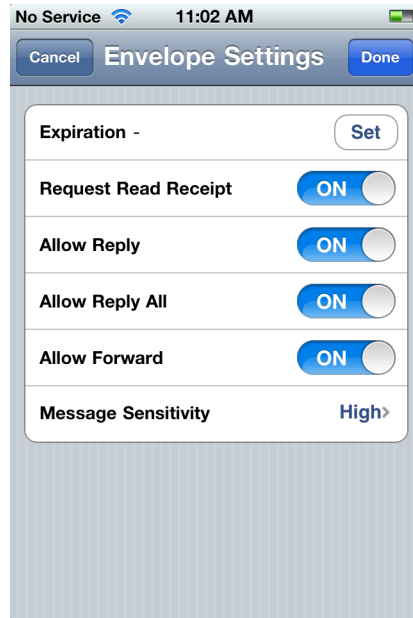 No Service 11:02 AM
Cancel Envelope Settings Done
Expiration - Set
Request Read Receipt ON
Allow Reply ON
Allow Reply All ON
Allow Forward ON
Message Sensitivity High>